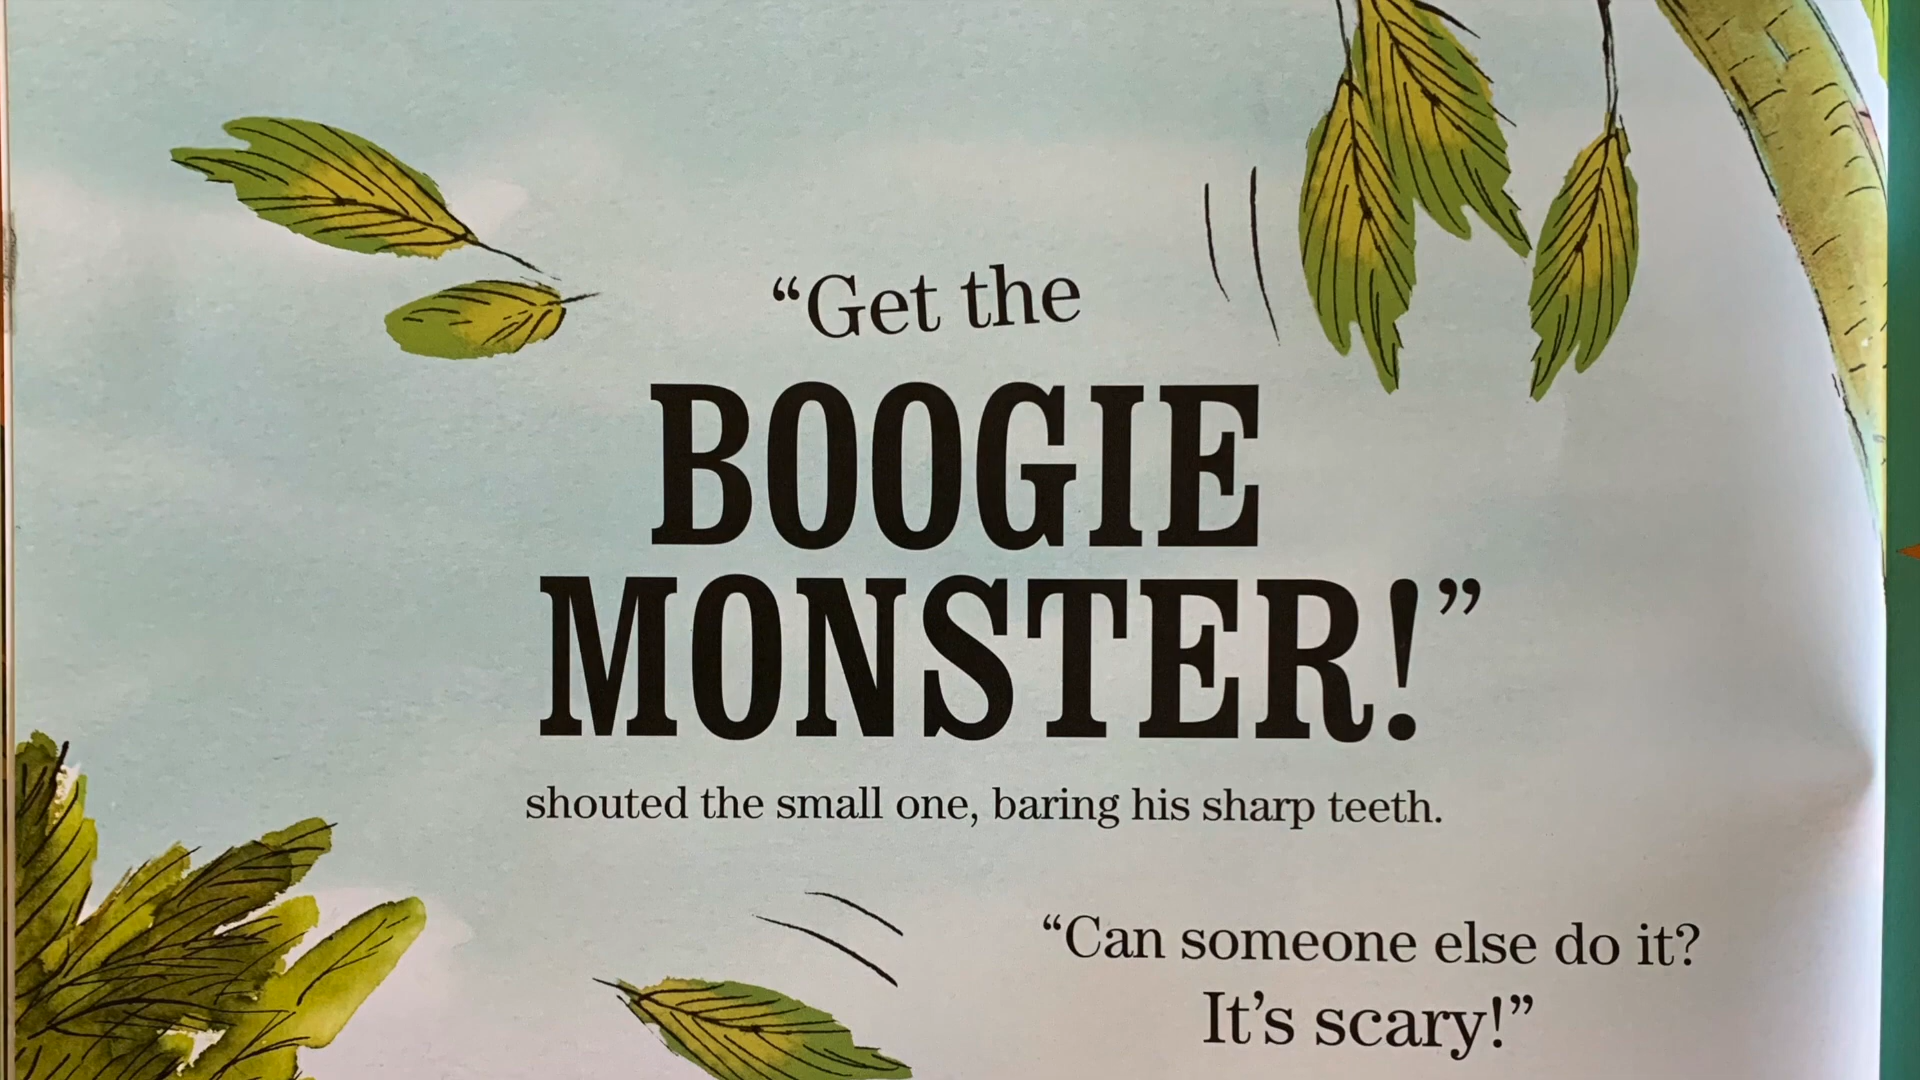 “Get the
BOOGIE
MONSTER!”
shouted the small one, baring his sharp teeth.
“Can someone else do it?
It’s scary!”